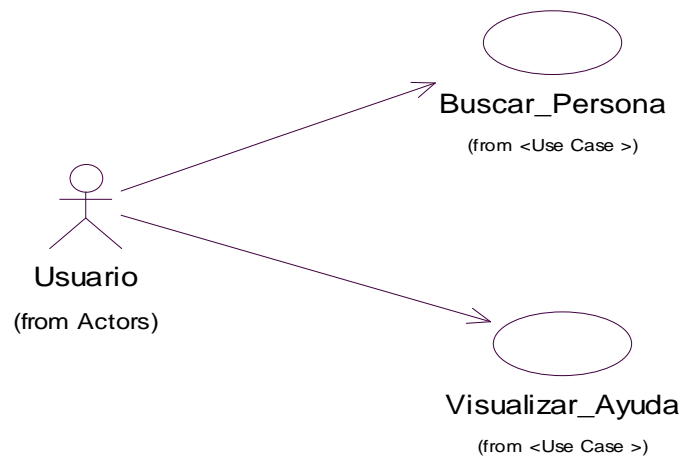 Buscar_Persona
(from <Use Case >)
Usuario
(from Actors)
Visualizar_Ayuda
(from <Use Case >)